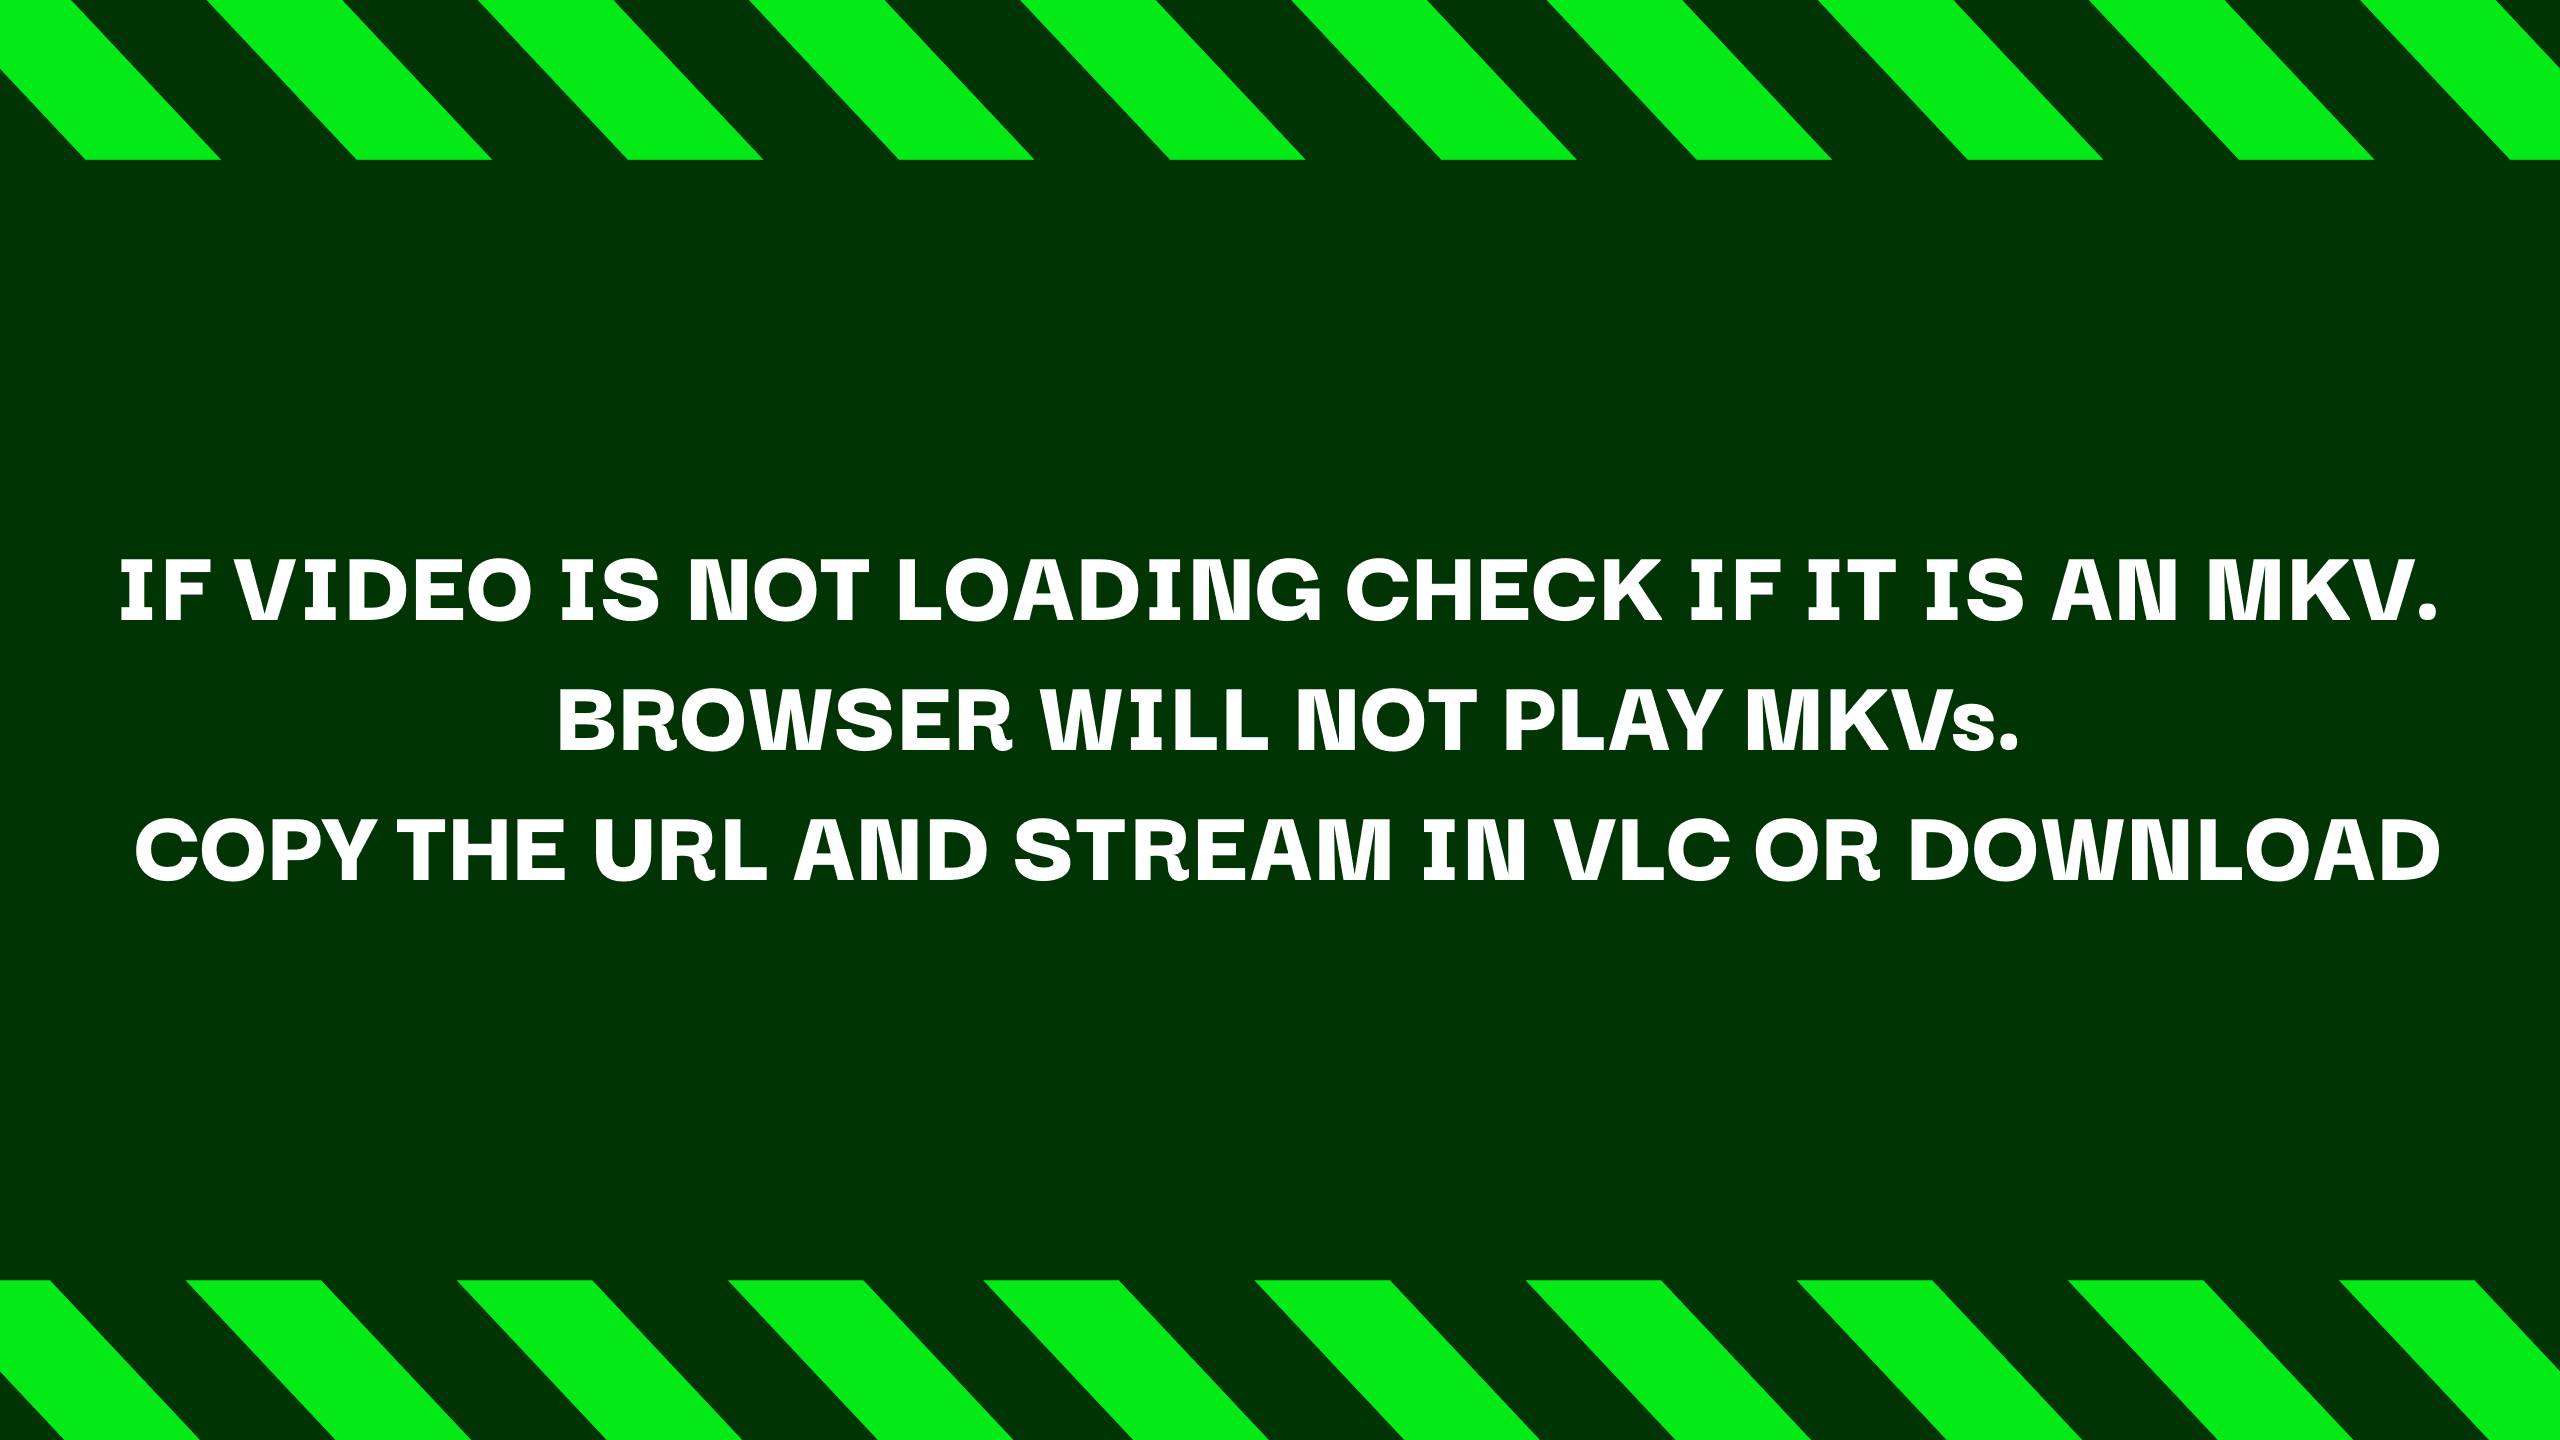 IF VIDEO IS NOT LOADING CHECK IF IT IS AN MKV.
BROWSER WILL NOT PLAY MKVs.
COPY THE URL AND STREAM IN VLC OR DOWNLOAD